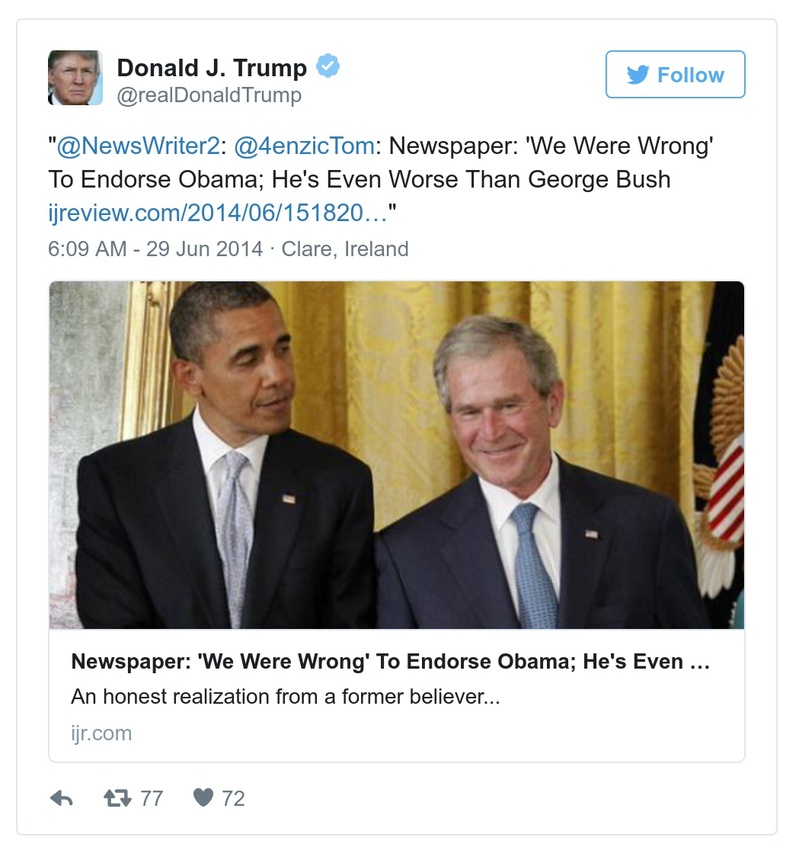 Donald J. Trump
Follow
@realDonaldTrump
"@NewsWriter2: @4enzicTom: Newspaper: 'We Were Wrong'
To Endorse Obama; He's Even Worse Than George Bush
ijreview.com/2014/06/151820…"
6:09 AM - 29 Jun 2014 · Clare, Ireland
Newspaper: 'We Were Wrong' To Endorse Obama; He's Even …
An honest realization from a former believer...
ijr.com
77
72